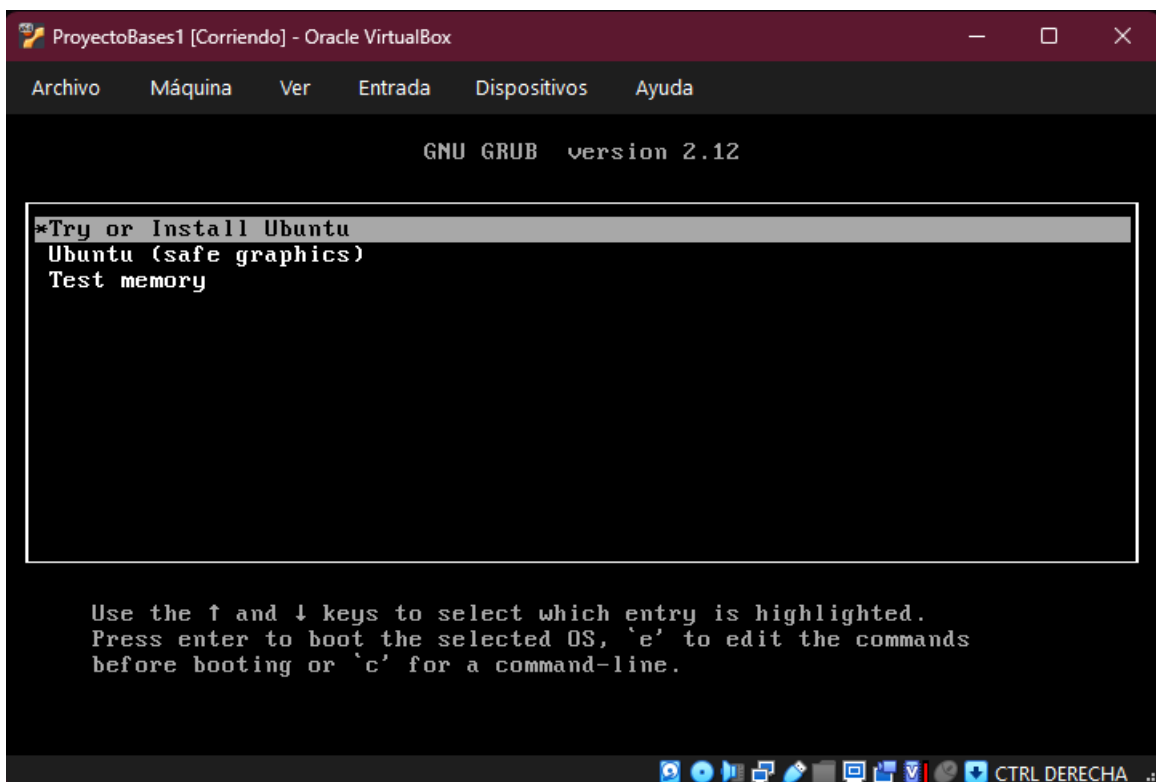 ProyectoBases1 [Corriendo] - Oracle VirtualBox
Archivo Máquina Ver Entrada Dispositivos Ayuda
GNU GRUB version 2.12
*Try or Install Ubuntu
Ubuntu (safe graphics)
Test memory
Use the ↑ and ↓ keys to select which entry is highlighted.
Press enter to boot the selected OS, `e' to edit the commands
before booting or `c' for a command-line.
CTRL DERECHA